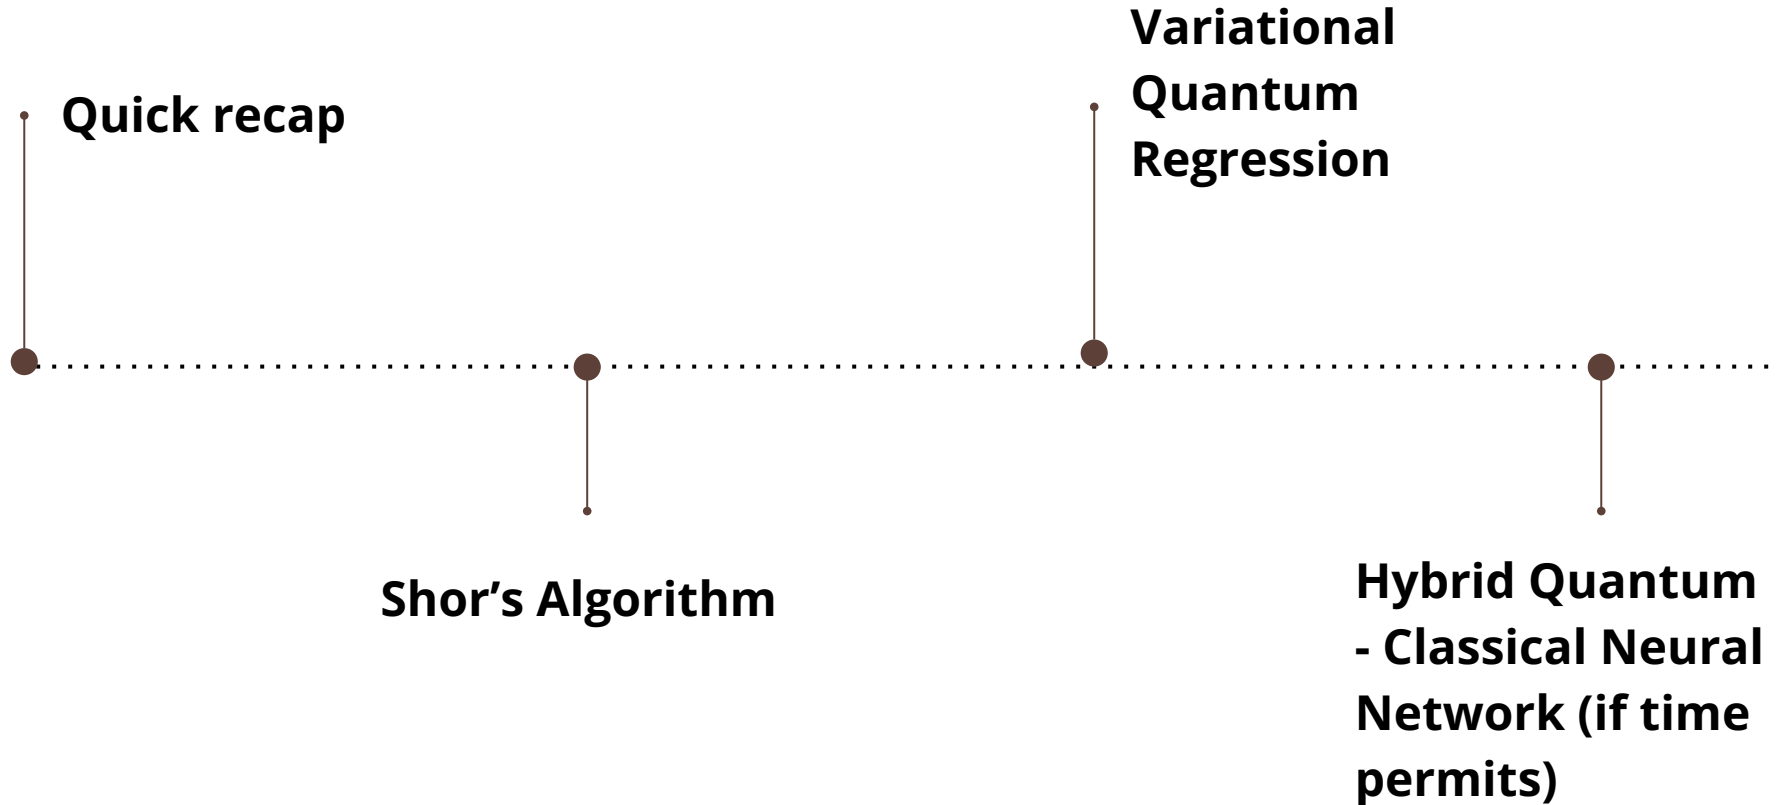 Quick recap
Shor’s Algorithm
Variational
Quantum
Regression
Hybrid Quantum
- Classical Neural
Network (if time
permits)